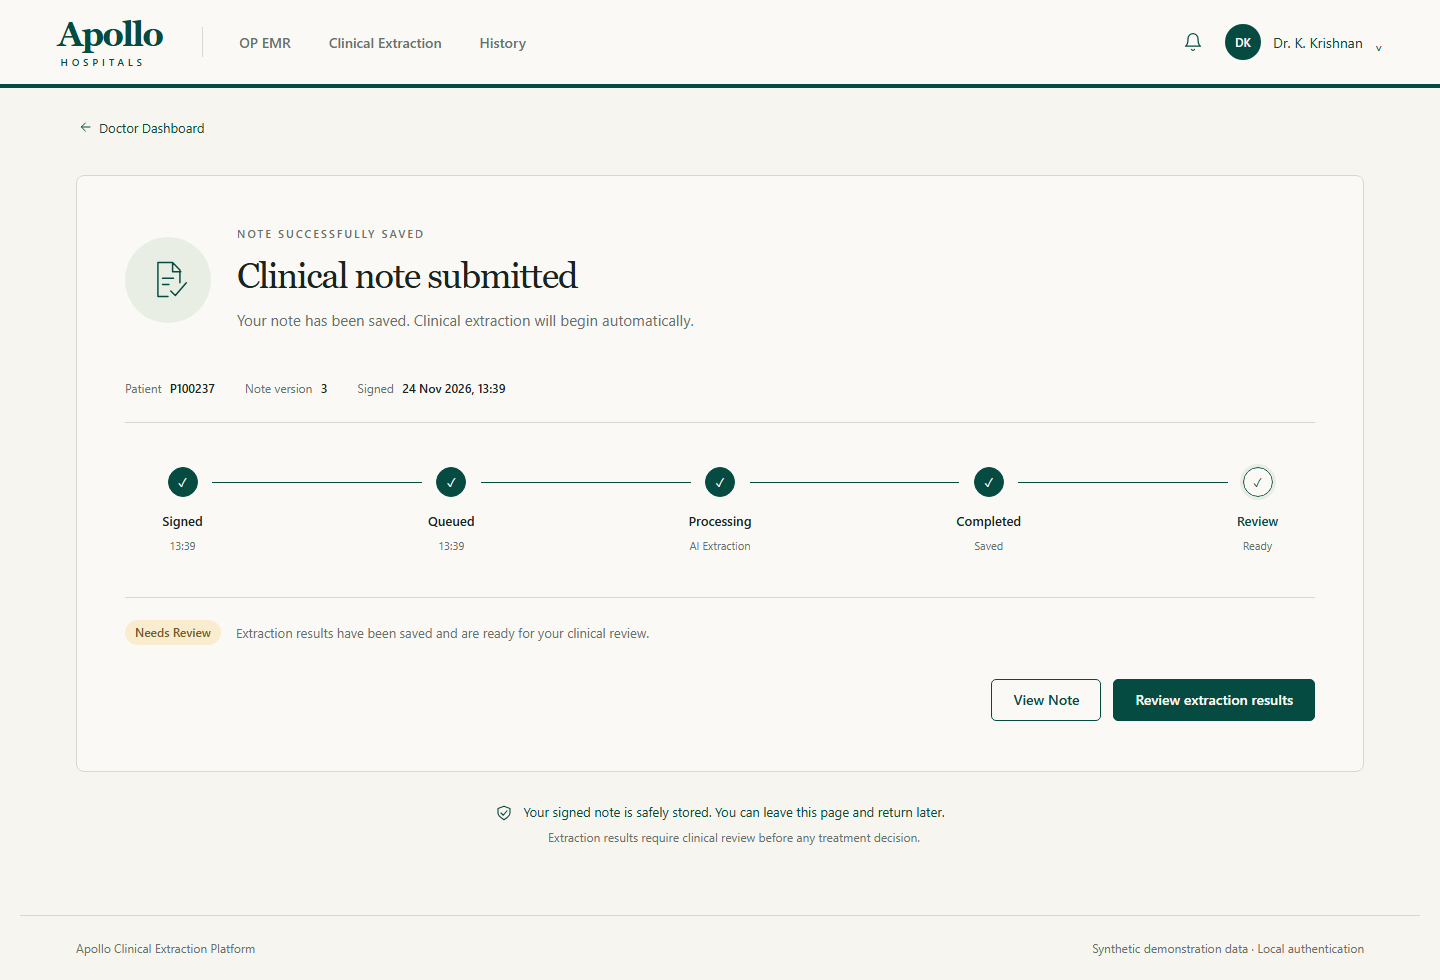 Apollo
HOSPITALS
OP EMR Clinical Extraction History
DK Dr. K. Krishnan v
← Doctor Dashboard
NOTE SUCCESSFULLY SAVED
Clinical note submitted
Your note has been saved. Clinical extraction will begin automatically.
Patient P100237 Note version 3 Signed 24 Nov 2026, 13:39
✓ ✓ ✓ ✓ ✓
Signed Queued Processing Completed Review
13:39 13:39 AI Extraction Saved Ready
Needs Review Extraction results have been saved and are ready for your clinical review.
View Note Review extraction results
Your signed note is safely stored. You can leave this page and return later.
Extraction results require clinical review before any treatment decision.
Apollo Clinical Extraction Platform Synthetic demonstration data · Local authentication